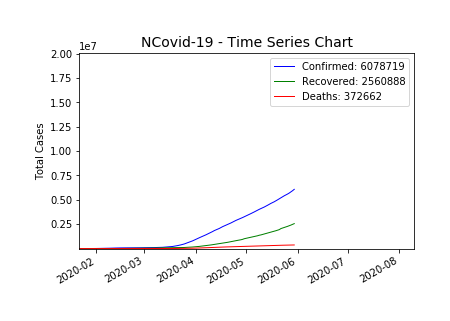 NCovid-19 - Time Series Chart
1e7
2.00
1.75
1.50
1.25
1.00
0.75
0.50
0.25
Total Cases
Confirmed: 6078719
Recovered: 2560888
Deaths: 372662
2020-02
2020-03
2020-04
2020-05
2020-06
2020-07
2020-08